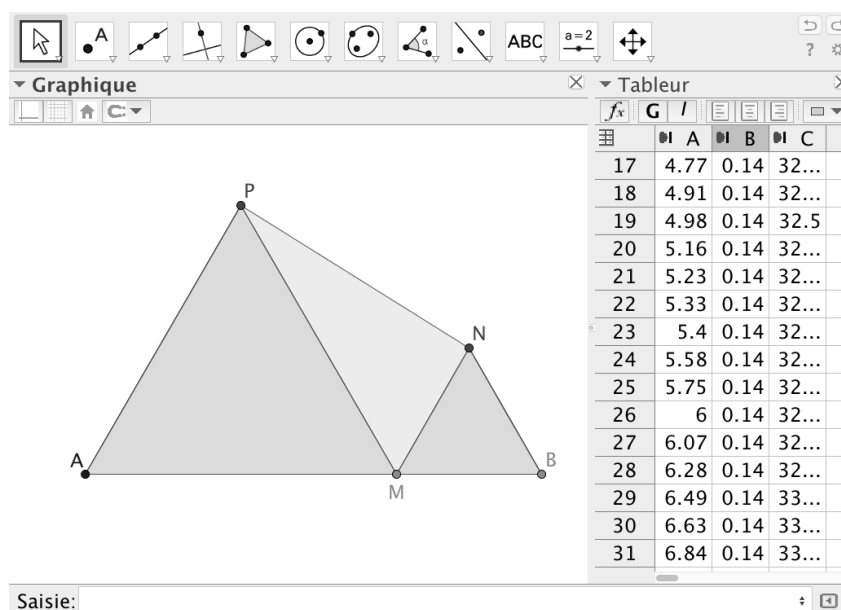 A α ABC a=2
?
Graphique Tableur
fx G I
A B C
17 4.77 0.14 32...
18 4.91 0.14 32...
19 4.98 0.14 32.5
20 5.16 0.14 32...
21 5.23 0.14 32...
22 5.33 0.14 32...
23 5.4 0.14 32...
24 5.58 0.14 32...
25 5.75 0.14 32...
26 6 0.14 32...
27 6.07 0.14 32...
28 6.28 0.14 32...
29 6.49 0.14 33...
30 6.63 0.14 33...
31 6.84 0.14 33...
P
N
A
B
M
Saisie: